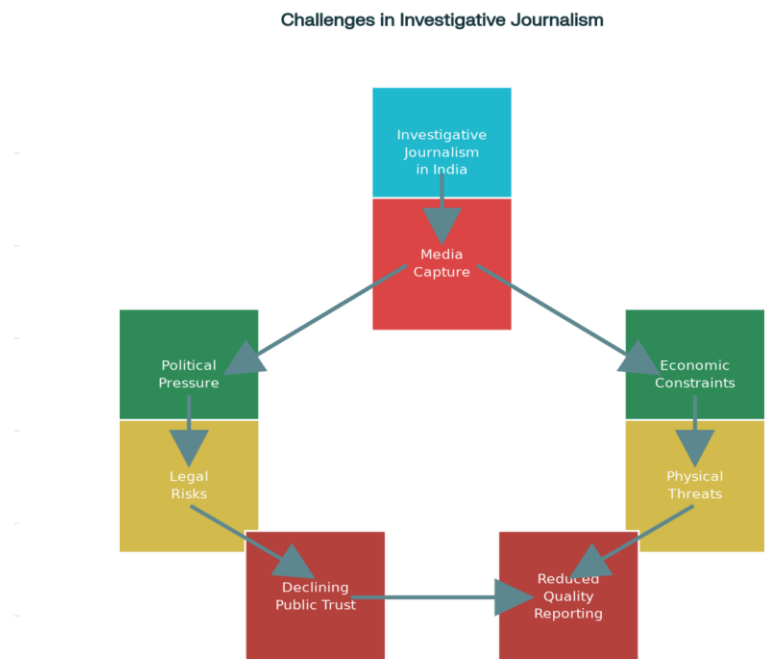 Challenges in Investigative Journalism
Investigative
Journalism
in India
Media
Capture
Political
Pressure
Economic
Constraints
Legal
Risks
Physical
Threats
Declining
Public Trust
Reduced
Quality
Reporting